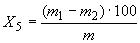 X₅ = (m₁ − m₂) · 100 / m